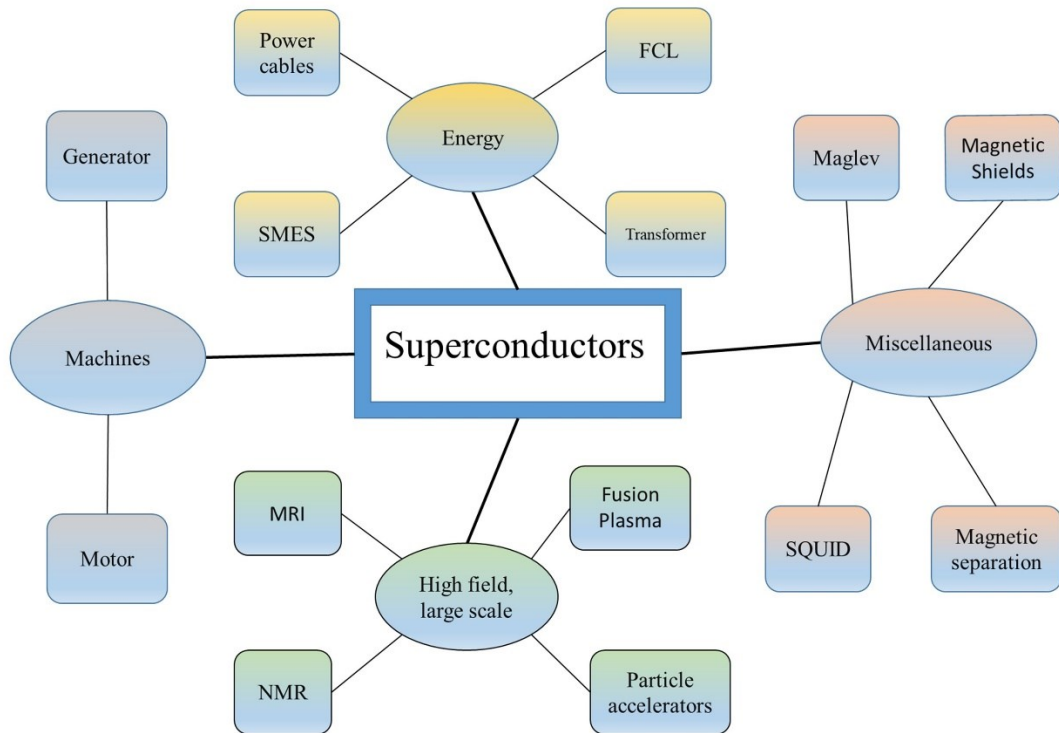 Power
cables
FCL
Energy
SMES
Transformer
Generator
Machines
Motor
Superconductors
Maglev
Magnetic
Shields
Miscellaneous
SQUID
Magnetic
separation
MRI
Fusion
Plasma
High field,
large scale
NMR
Particle
accelerators